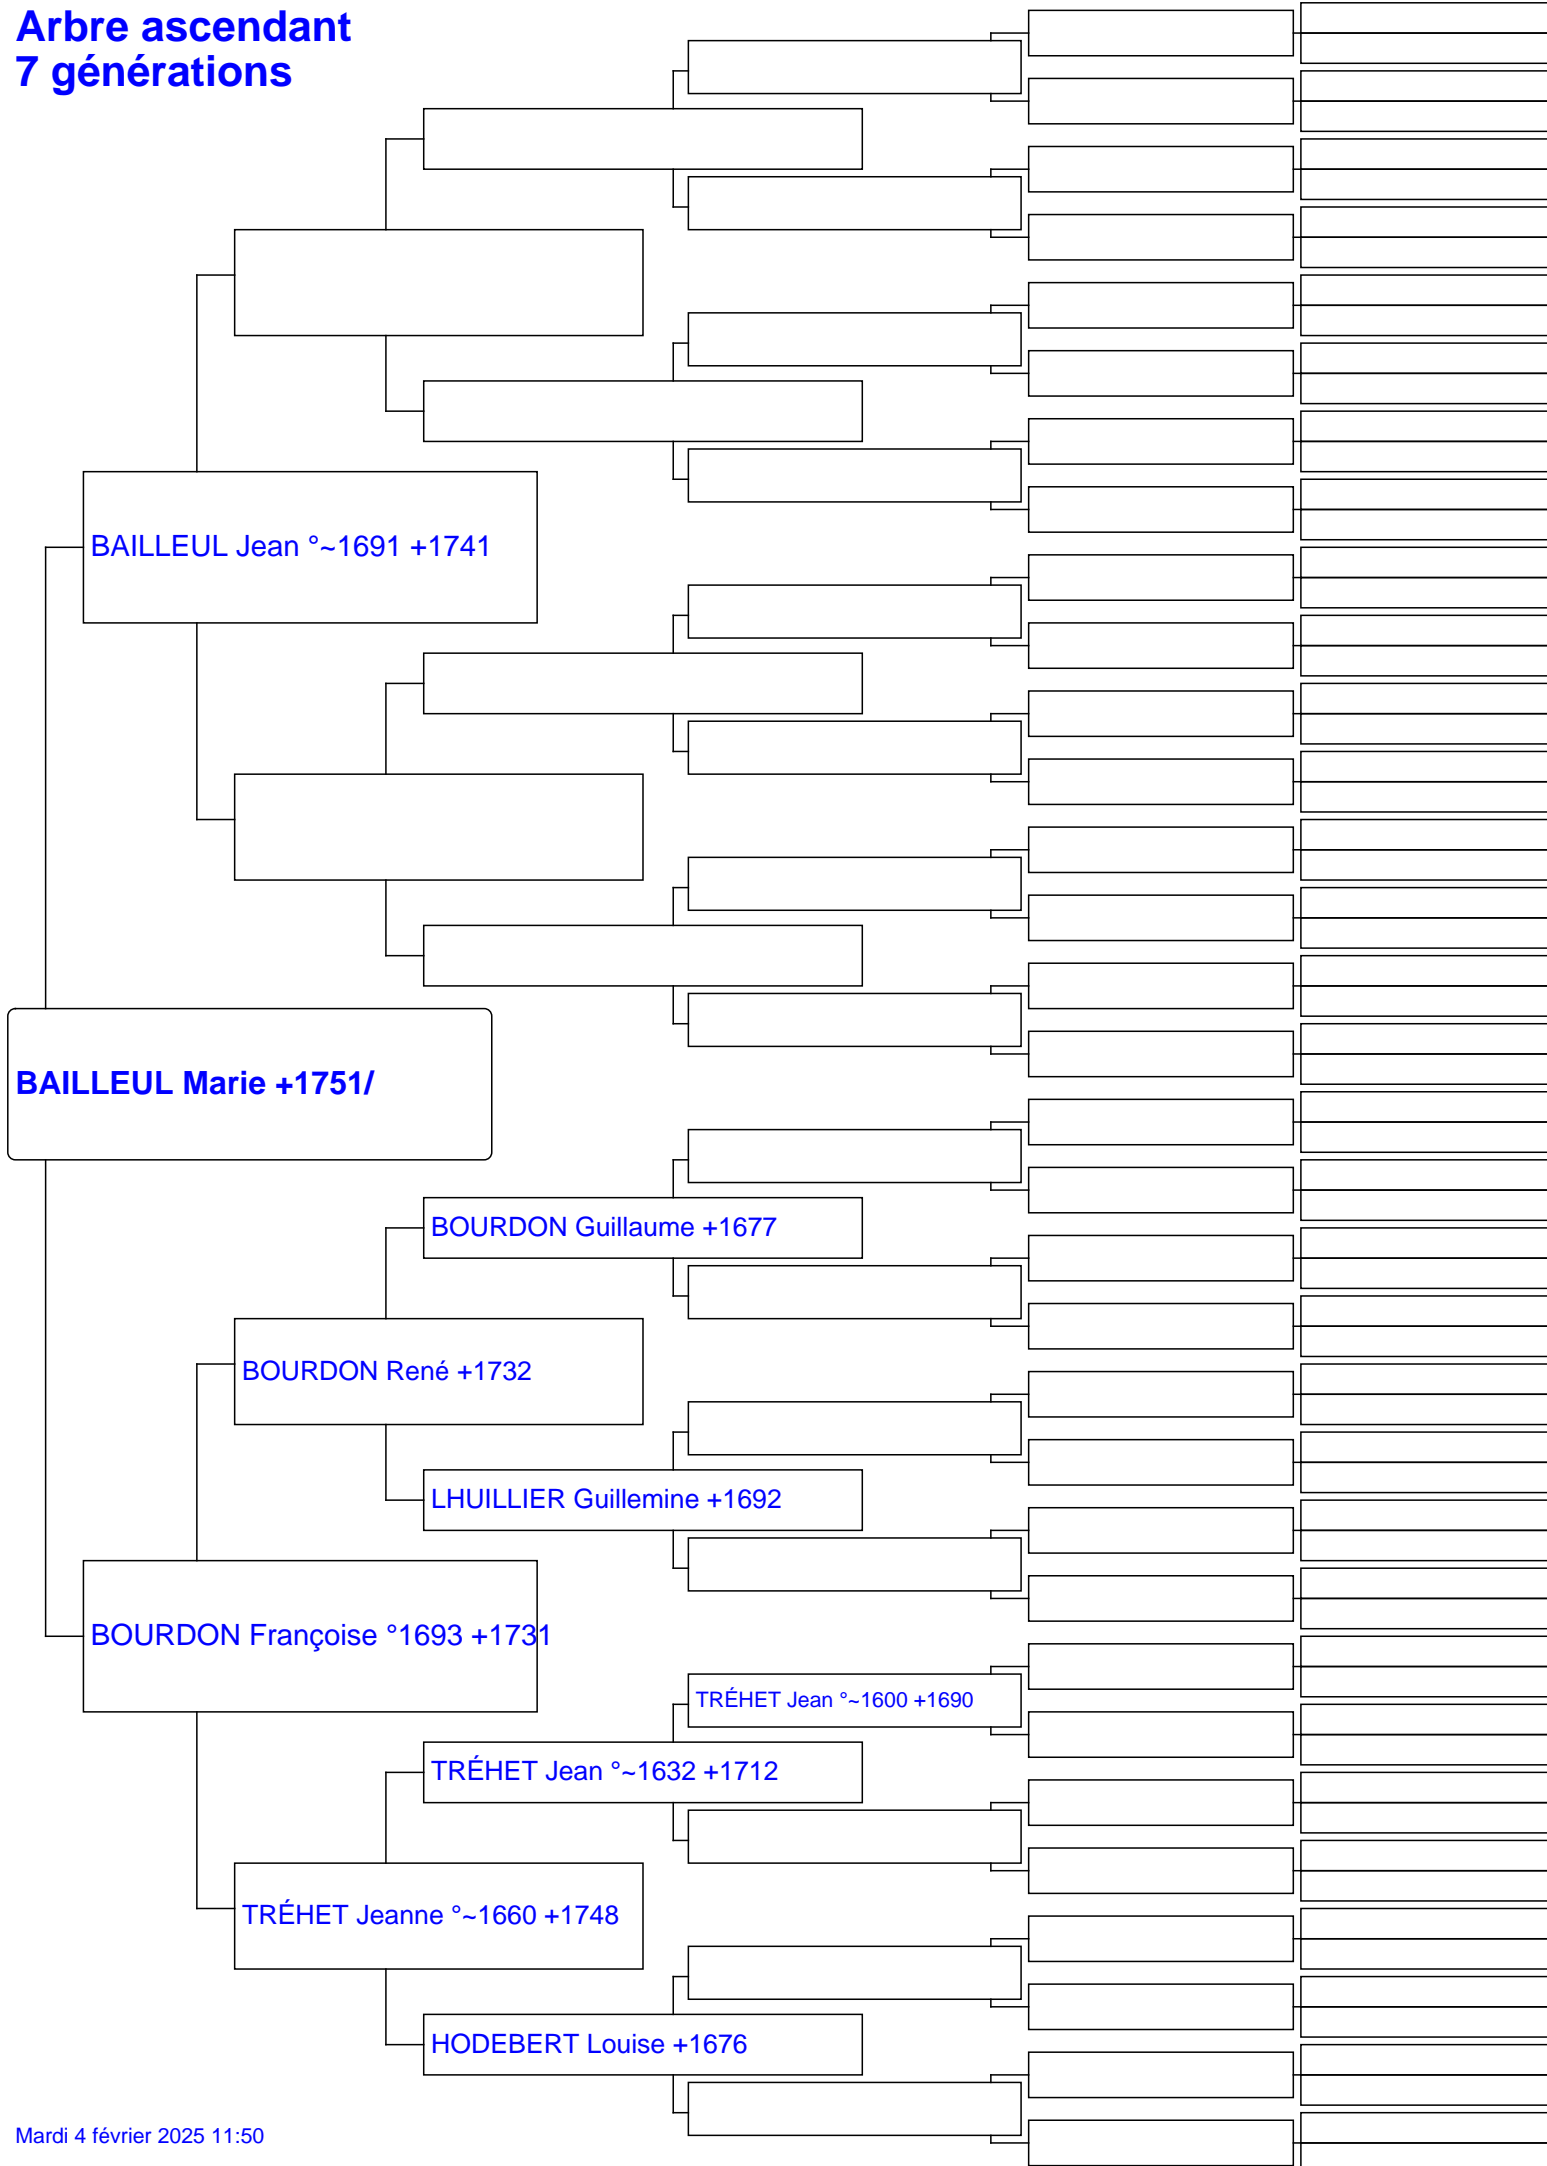 Arbre ascendant
7 générations
BAILLEUL Jean °~1691 +1741
BAILLEUL Marie +1751/
BOURDON Guillaume +1677
BOURDON René +1732
LHUILLIER Guillemine +1692
BOURDON Françoise °1693 +1731
TRÉHET Jean °~1600 +1690
TRÉHET Jean °~1632 +1712
TRÉHET Jeanne °~1660 +1748
HODEBERT Louise +1676
Mardi 4 février 2025 11:50